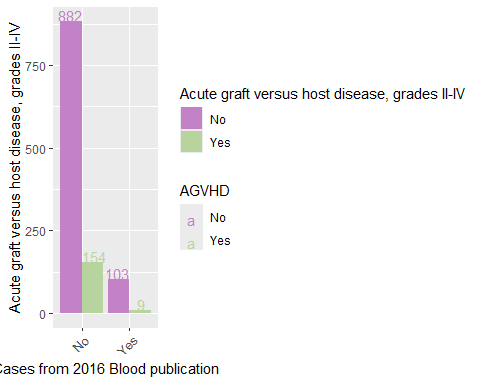 Acute graft versus host disease, grades II-IV
750
500
250
0
882
154
103
9
No
Yes
Cases from 2016 Blood publication
Acute graft versus host disease, grades II-IV
No
Yes
AGVHD
a No
a Yes